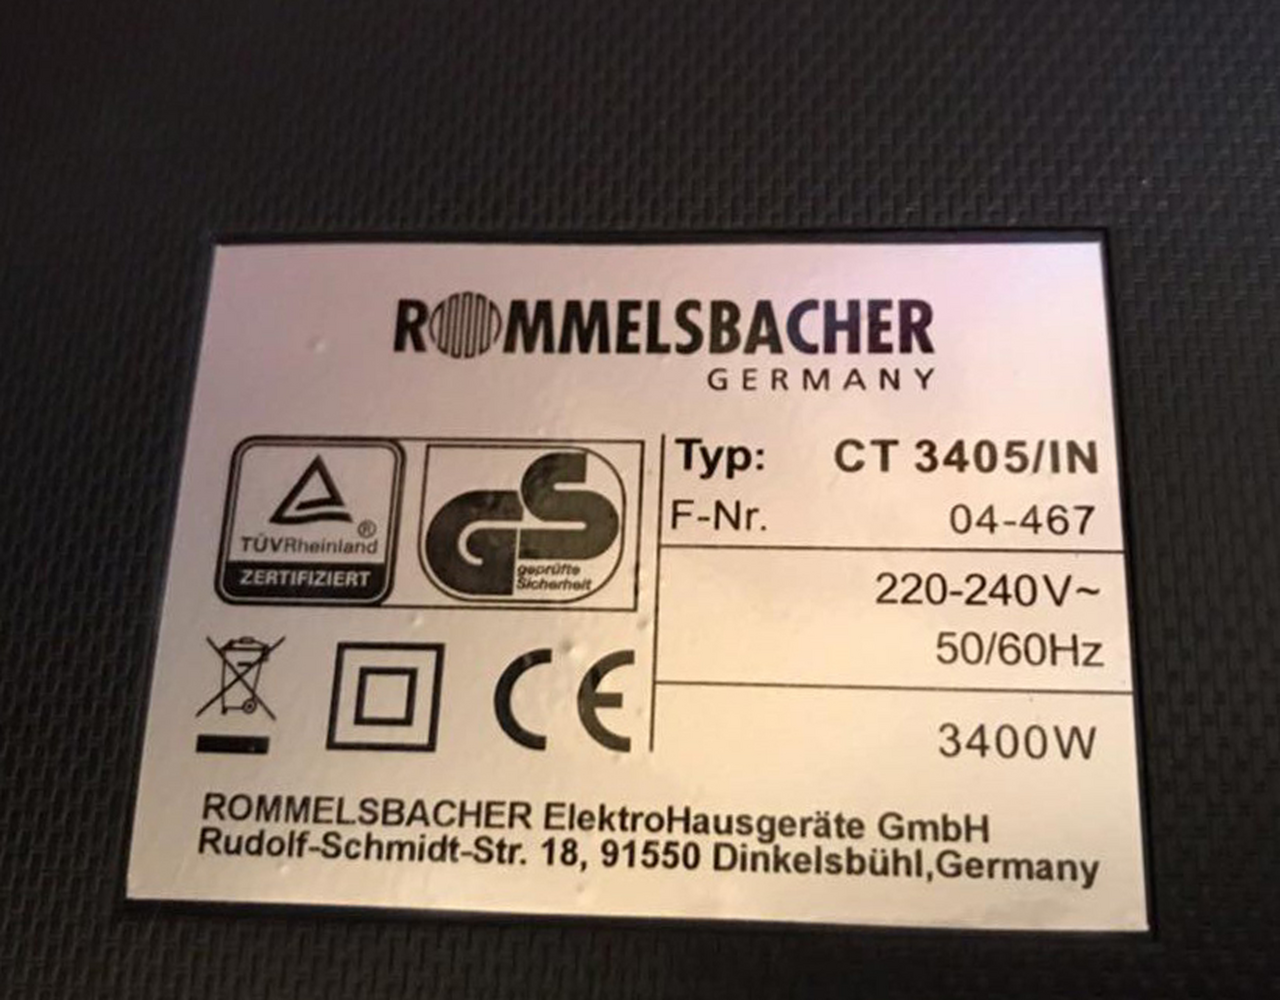 ROMMELSBACHER
GERMANY
TÜVRheinland®
ZERTIFIZIERT
GS
geprüfte
Sicherheit
Typ: CT 3405/IN
F-Nr. 04-467
220-240V~
50/60Hz
3400W
CE
ROMMELSBACHER ElektroHausgeräte GmbH
Rudolf-Schmidt-Str. 18, 91550 Dinkelsbühl,Germany